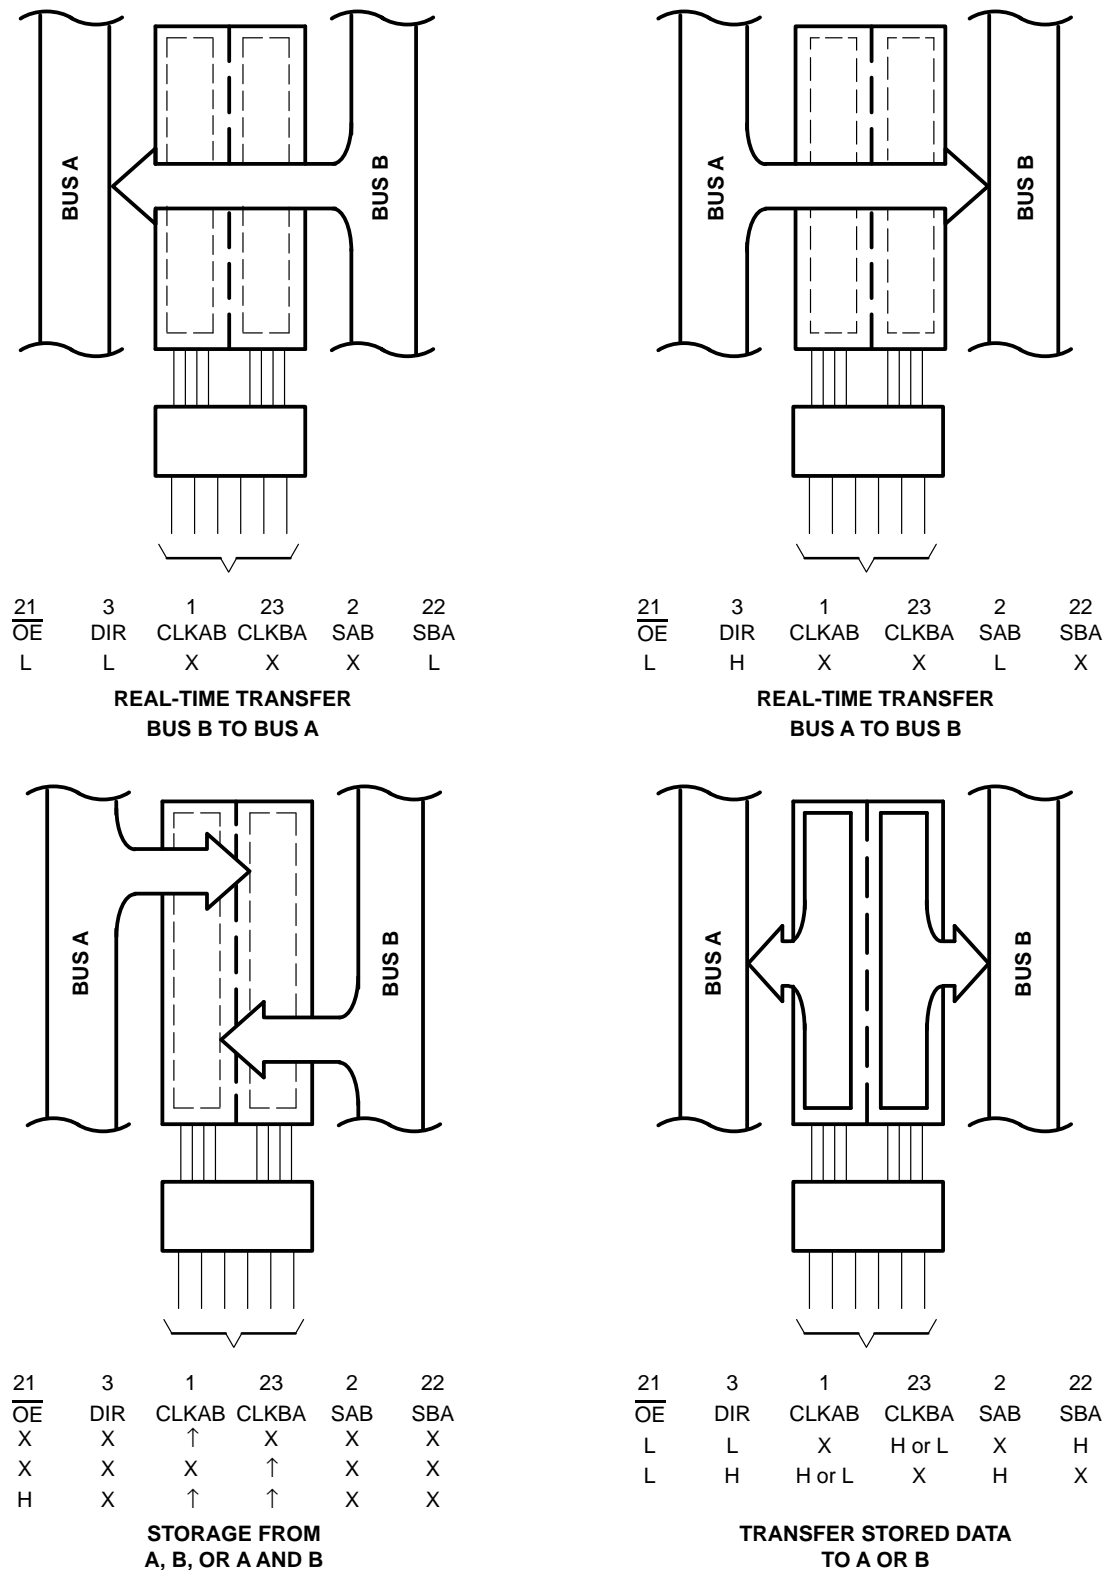 BUS A
BUS B
21 3 1 23 2 22
OE DIR CLKAB CLKBA SAB SBA
L L X X X L
REAL-TIME TRANSFER
BUS B TO BUS A
BUS A
BUS B
21 3 1 23 2 22
OE DIR CLKAB CLKBA SAB SBA
L H X X L X
REAL-TIME TRANSFER
BUS A TO BUS B
BUS A
BUS B
21 3 1 23 2 22
OE DIR CLKAB CLKBA SAB SBA
X X ↑ X X X
X X X ↑ X X
H X ↑ ↑ X X
STORAGE FROM
A, B, OR A AND B
BUS A
BUS B
21 3 1 23 2 22
OE DIR CLKAB CLKBA SAB SBA
L L X H or L X H
L H H or L X H X
TRANSFER STORED DATA
TO A OR B